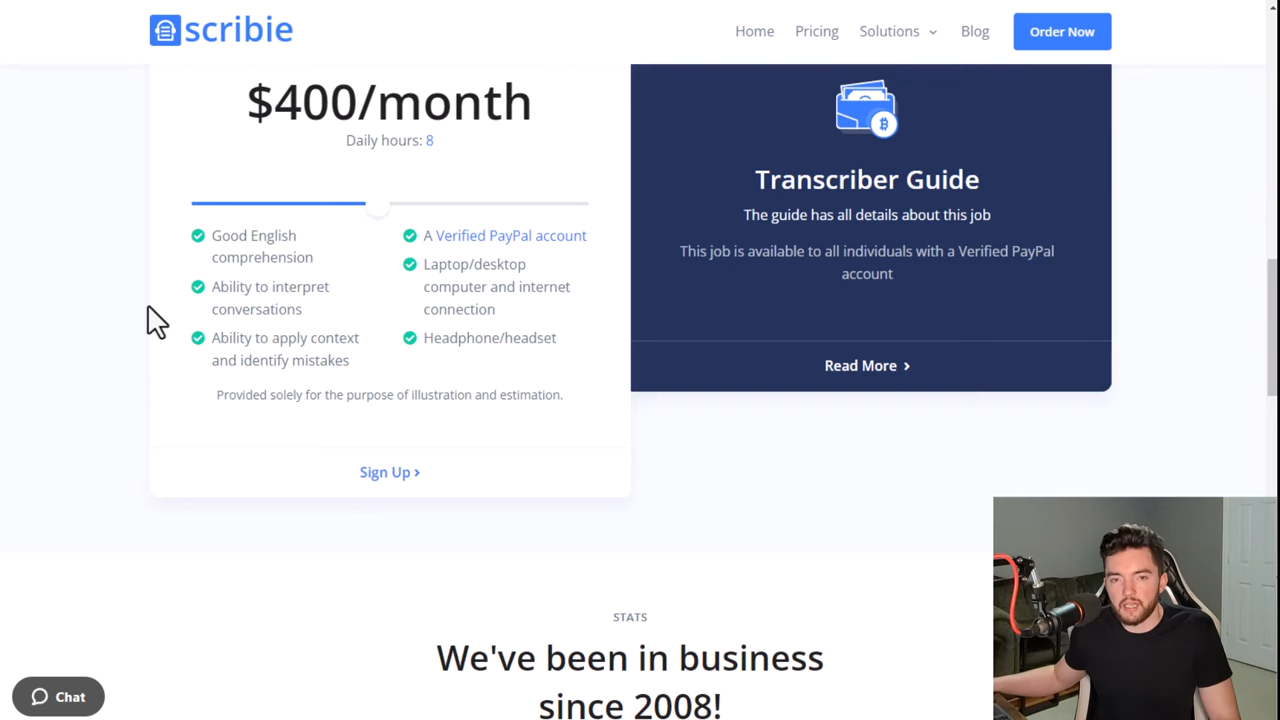 scribie
Home
Pricing
Solutions
Blog
Order Now
$400/month
Daily hours: 8
Good English
comprehension
Ability to interpret
conversations
Ability to apply context
and identify mistakes
A Verified PayPal account
Laptop/desktop
computer and internet
connection
Headphone/headset
Provided solely for the purpose of illustration and estimation.
Sign Up
Transcriber Guide
The guide has all details about this job
This job is available to all individuals with a Verified PayPal
account
Read More
STATS
We've been in business
since 2008!
Chat